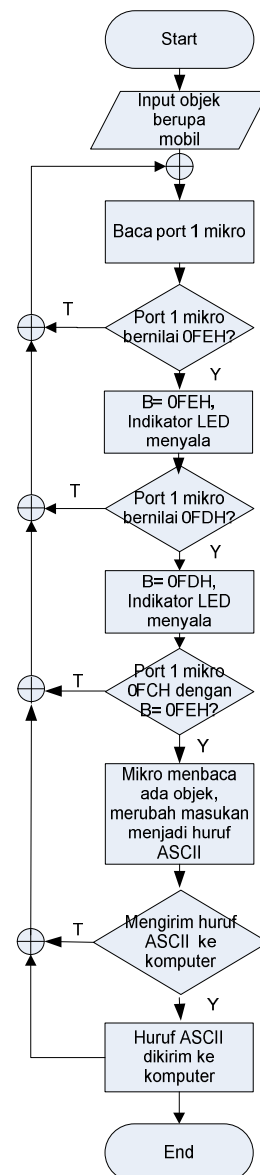 Start
Input objek
berupa
mobil
Baca port 1 mikro
T
Port 1 mikro
bernilai 0FEH?
Y
B= 0FEH,
Indikator LED
menyala
T
Port 1 mikro
bernilai 0FDH?
Y
B= 0FDH,
Indikator LED
menyala
T
Port 1 mikro
0FCH dengan
B= 0FEH?
Y
Mikro menbaca
ada objek,
merubah masukan
menjadi huruf
ASCII
T
Mengirim huruf
ASCII ke
komputer
Y
Huruf ASCII
dikirim ke
komputer
End